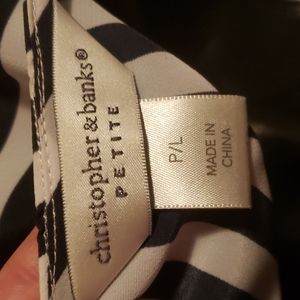 christopher & banks®
PETITE
P/L
MADE IN
CHINA